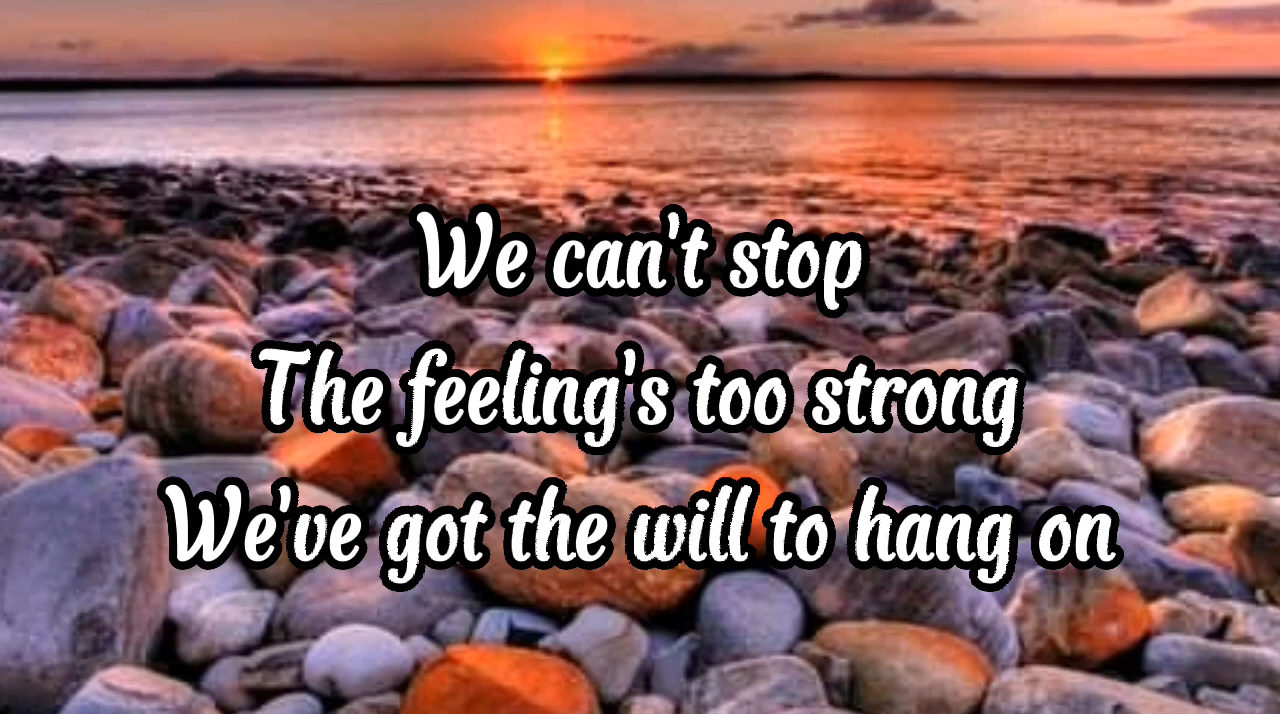 We can't stop
The feeling's too strong
We've got the will to hang on